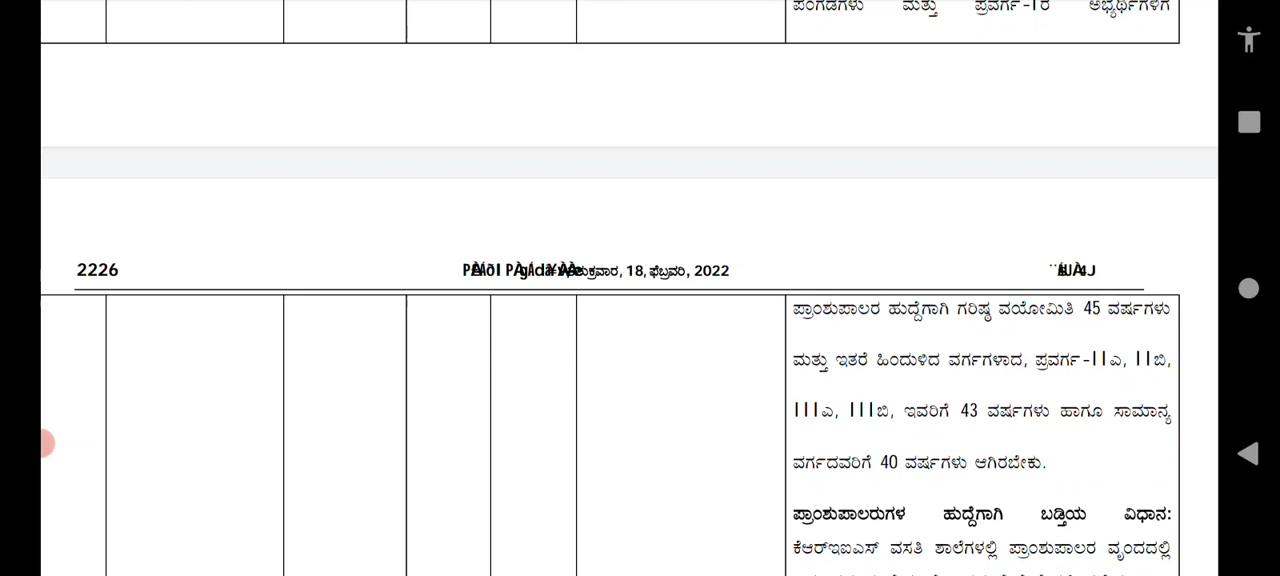 ಪಂಗಡಗಳು ಮತ್ತು ಪ್ರವರ್ಗ-Iರ ಅಭ್ಯರ್ಥಿಗಳಿಗೆ
2226 ಶುಕ್ರವಾರ, 18, ಫೆಬ್ರವರಿ, 2022
ಪ್ರಾಂಶುಪಾಲರ ಹುದ್ದೆಗಾಗಿ ಗರಿಷ್ಠ ವಯೋಮಿತಿ 45 ವರ್ಷಗಳು
ಮತ್ತು ಇತರೆ ಹಿಂದುಳಿದ ವರ್ಗಗಳಾದ, ಪ್ರವರ್ಗ-IIಎ, IIಬಿ,
IIIಎ, IIIಬಿ, ಇವರಿಗೆ 43 ವರ್ಷಗಳು ಹಾಗೂ ಸಾಮಾನ್ಯ
ವರ್ಗದವರಿಗೆ 40 ವರ್ಷಗಳು ಆಗಿರಬೇಕು.
ಪ್ರಾಂಶುಪಾಲರುಗಳ ಹುದ್ದೆಗಾಗಿ ಬಡ್ತಿಯ ವಿಧಾನ:
ಕೆಆರ್‌ಇಐಎಸ್ ವಸತಿ ಶಾಲೆಗಳಲ್ಲಿ ಪ್ರಾಂಶುಪಾಲರ ವೃಂದದಲ್ಲಿ